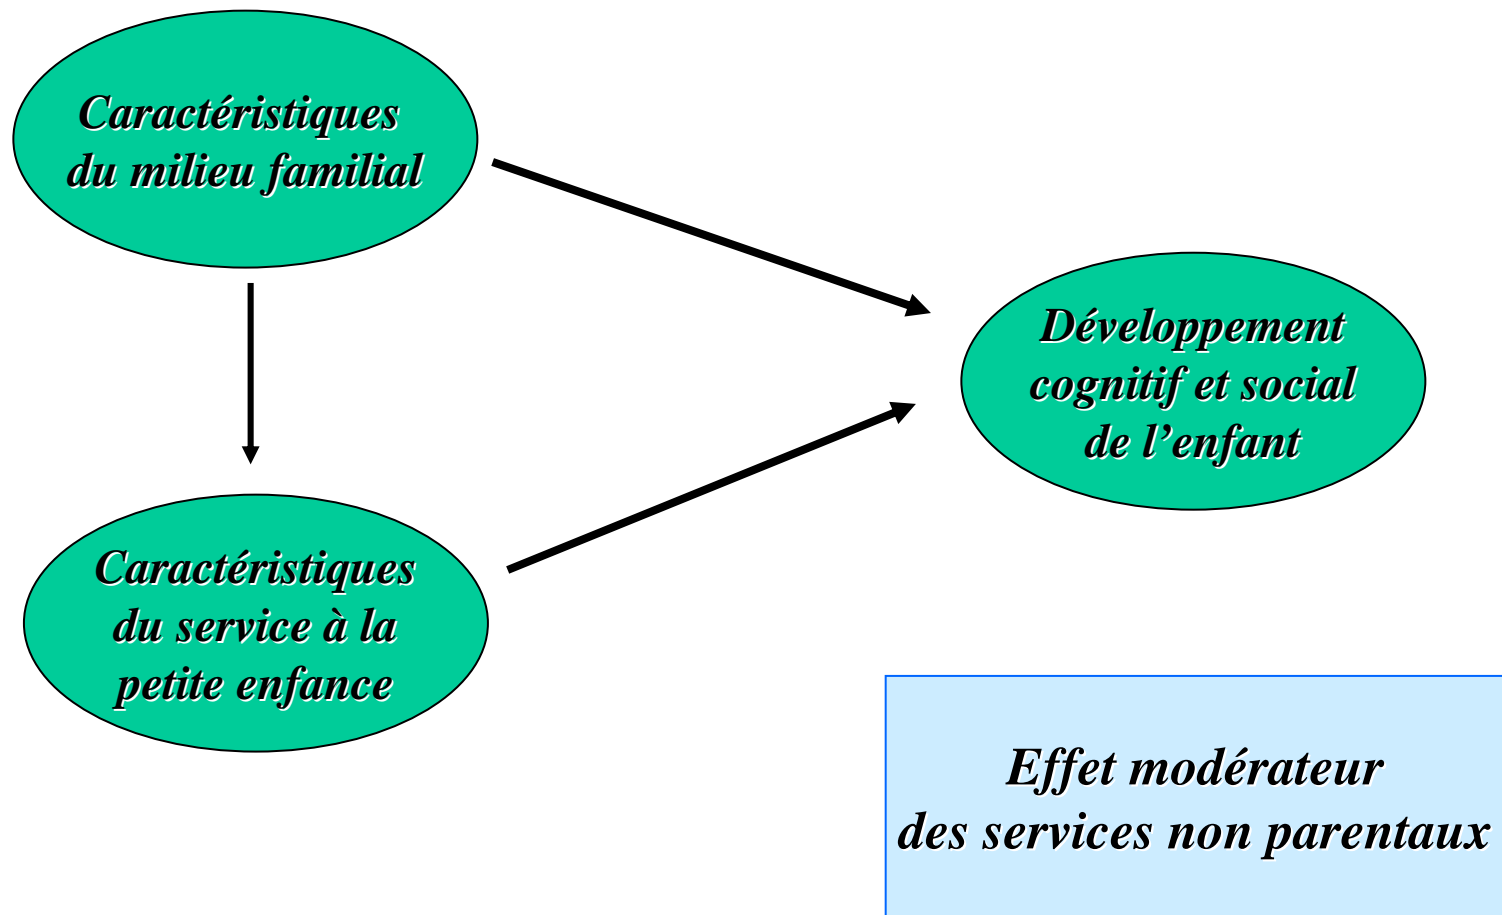 Caractéristiques
du milieu familial
Développement
cognitif et social
de l’enfant
Caractéristiques
du service à la
petite enfance
Effet modérateur
des services non parentaux